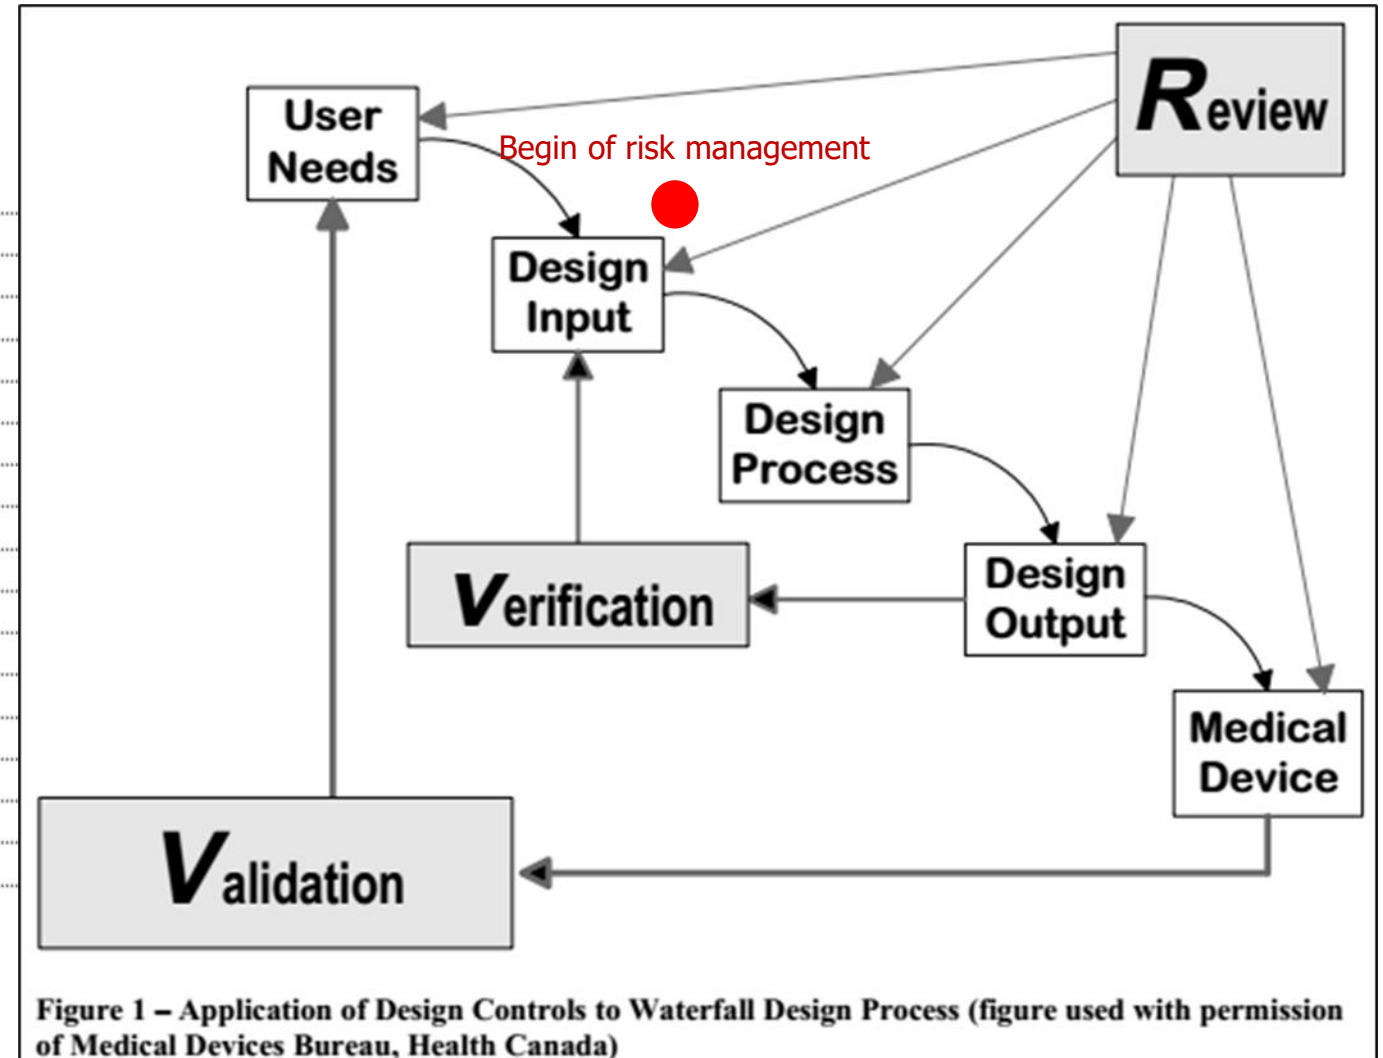 Review
User
Needs
Begin of risk management
Design
Input
Design
Process
Verification
Design
Output
Medical
Device
Validation
Figure 1 – Application of Design Controls to Waterfall Design Process (figure used with permission
of Medical Devices Bureau, Health Canada)